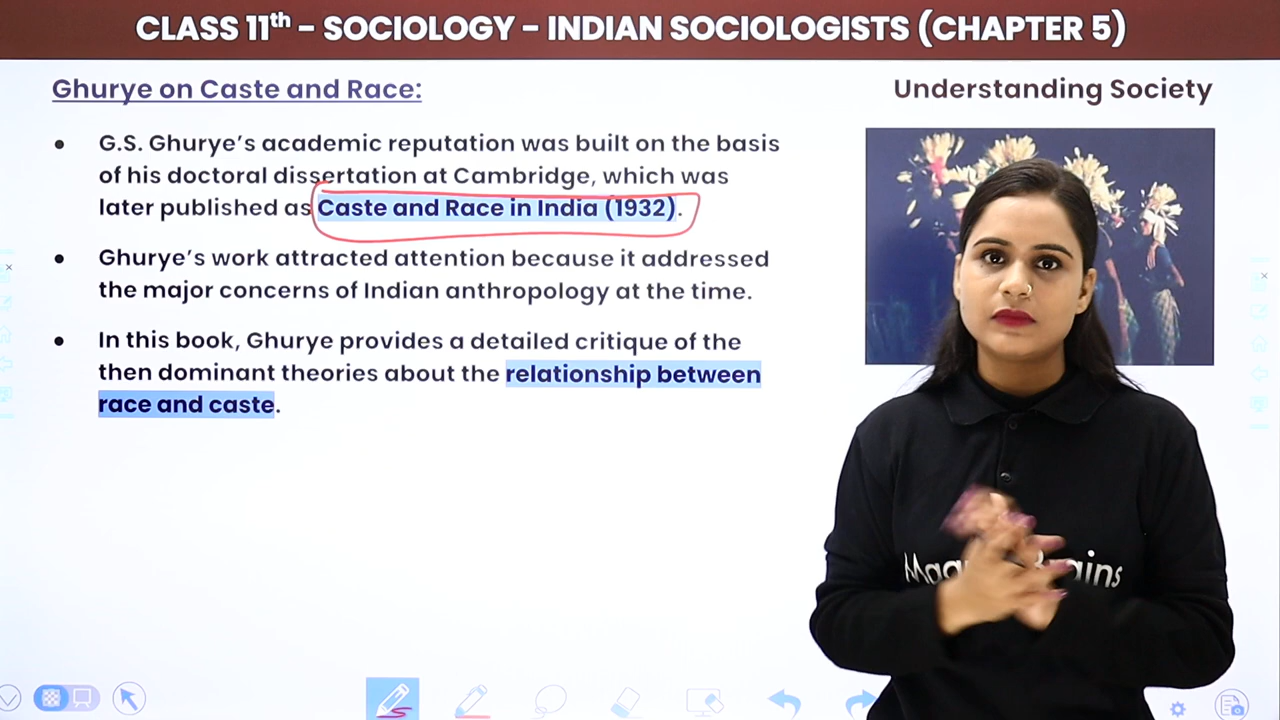 CLASS 11th – SOCIOLOGY – INDIAN SOCIOLOGISTS (CHAPTER 5)
Ghurye on Caste and Race:
Understanding Society
• G.S. Ghurye’s academic reputation was built on the basis
of his doctoral dissertation at Cambridge, which was
later published as Caste and Race in India (1932).
• Ghurye’s work attracted attention because it addressed
the major concerns of Indian anthropology at the time.
• In this book, Ghurye provides a detailed critique of the
then dominant theories about the relationship between
race and caste.